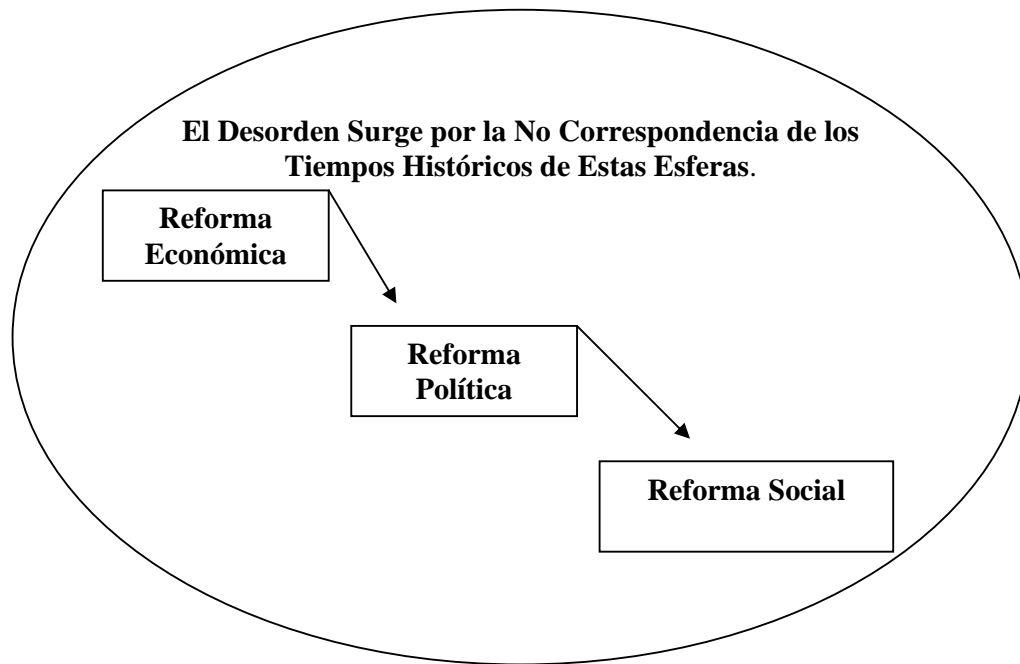 El Desorden Surge por la No Correspondencia de los
Tiempos Históricos de Estas Esferas.
Reforma
Económica
Reforma
Política
Reforma Social